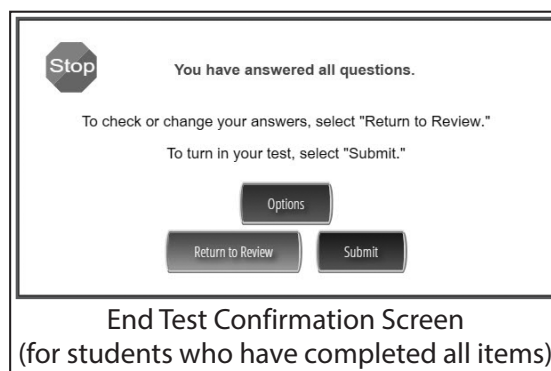 Stop
You have answered all questions.
To check or change your answers, select "Return to Review."
To turn in your test, select "Submit."
Options
Return to Review Submit
End Test Confirmation Screen
(for students who have completed all items)